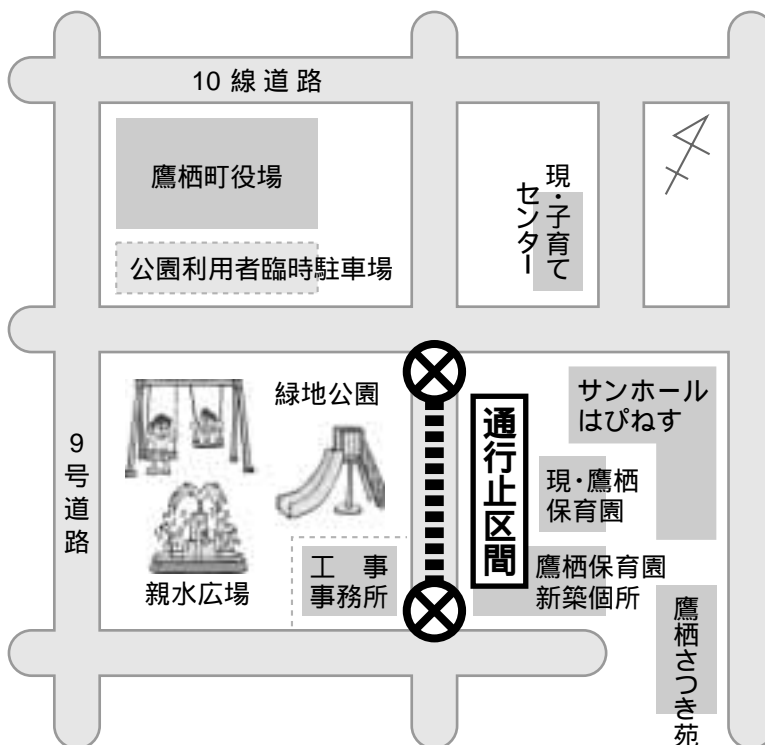 10線道路
鷹栖町役場
現・子育て
センター
公園利用者臨時駐車場
9号道路
緑地公園
親水広場
工事
事務所
通行止区間
サンホール
はぴねす
現・鷹栖
保育園
鷹栖保育園
新築個所
鷹栖さつき苑